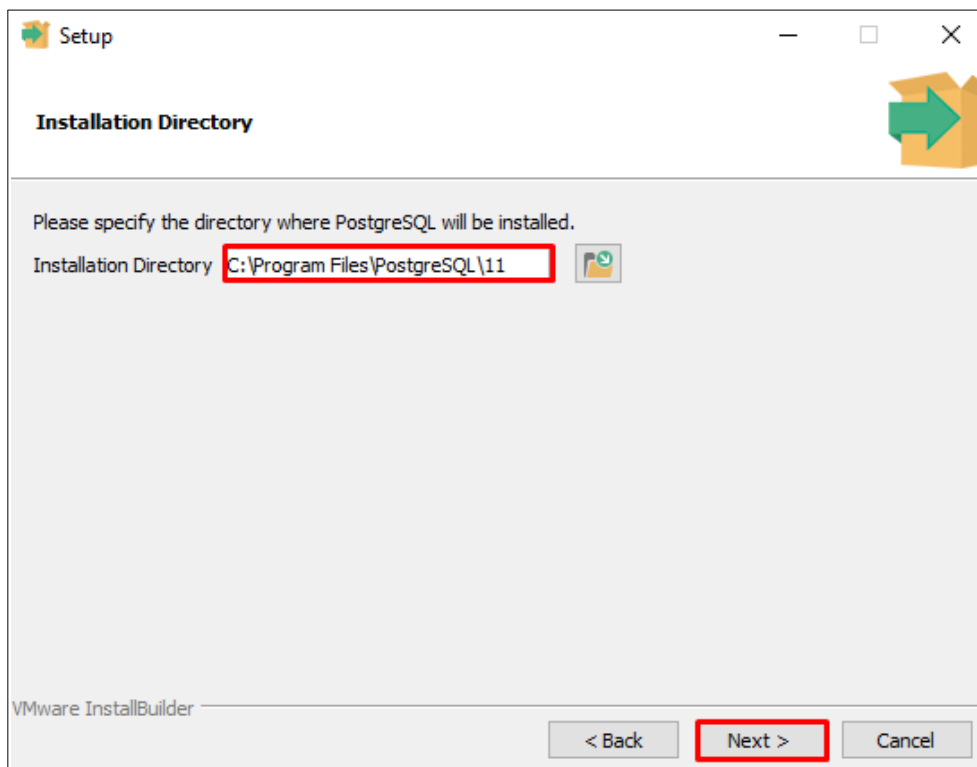 Setup
Installation Directory
Please specify the directory where PostgreSQL will be installed.
Installation Directory C:\Program Files\PostgreSQL\11
VMware InstallBuilder
< Back Next > Cancel